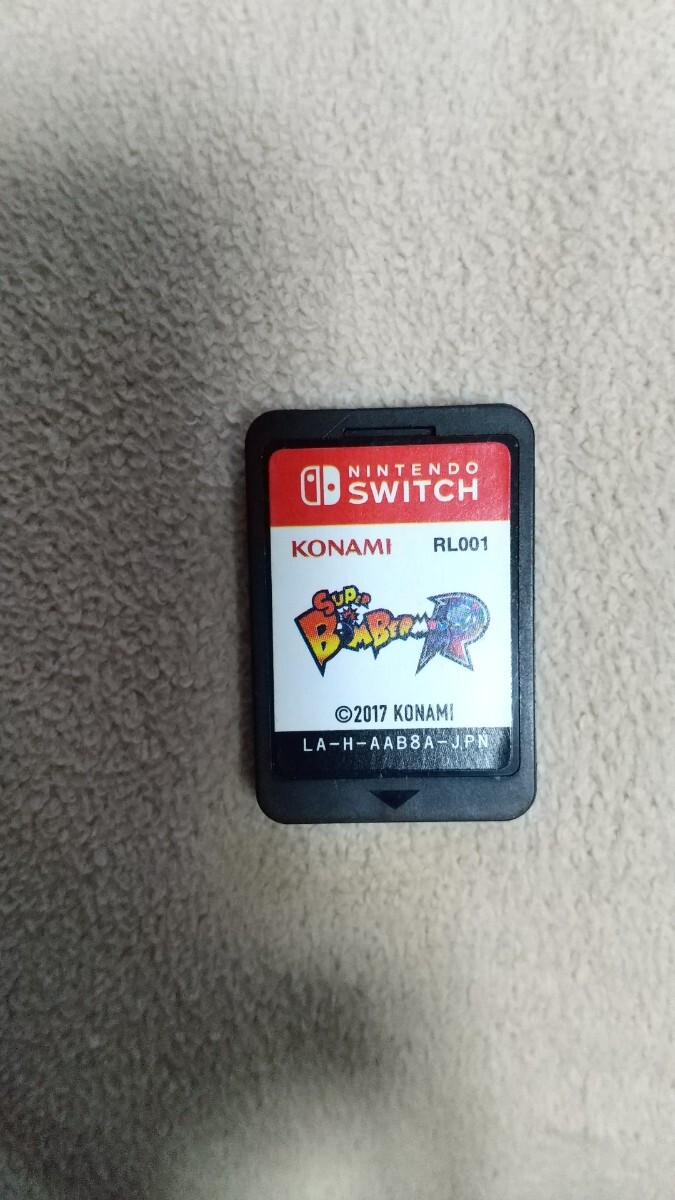 NINTENDO
SWITCH
KONAMI RL001
SUPER
BOMBERMAN R
©2017 KONAMI
LA-H-AAB8A-JPN